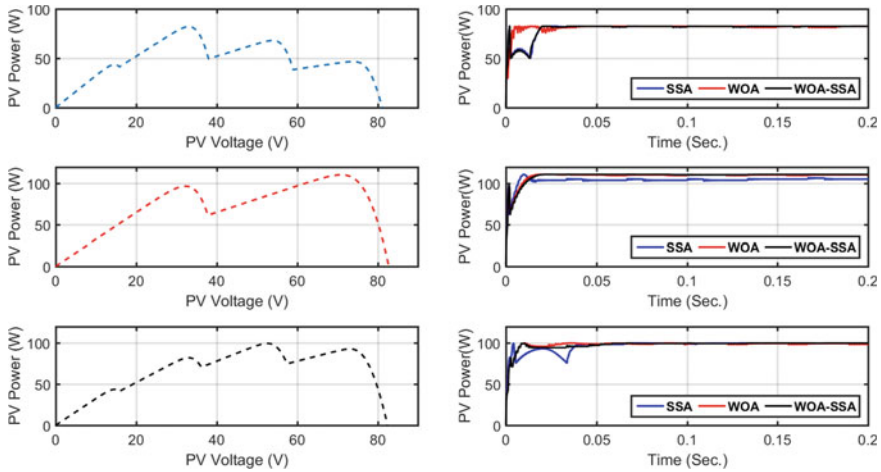 PV Power (W)
100
50
0
0 20 40 60 80
PV Voltage (V)
PV Power(W)
100
50
0
SSA WOA WOA-SSA
0 0.05 0.1 0.15 0.2
Time (Sec.)
PV Power (W)
100
50
0
0 20 40 60 80
PV Voltage (V)
PV Power(W)
100
50
0
SSA WOA WOA-SSA
0 0.05 0.1 0.15 0.2
Time (Sec.)
PV Power (W)
100
50
0
0 20 40 60 80
PV Voltage (V)
PV Power(W)
100
50
0
SSA WOA WOA-SSA
0 0.05 0.1 0.15 0.2
Time (Sec.)